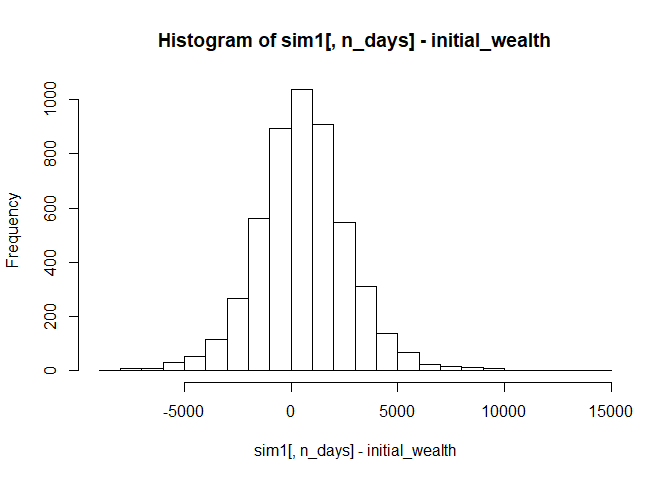 Histogram of sim1[, n_days] - initial_wealth
Frequency
1000
800
600
400
200
0
-5000 0 5000 10000 15000
sim1[, n_days] - initial_wealth